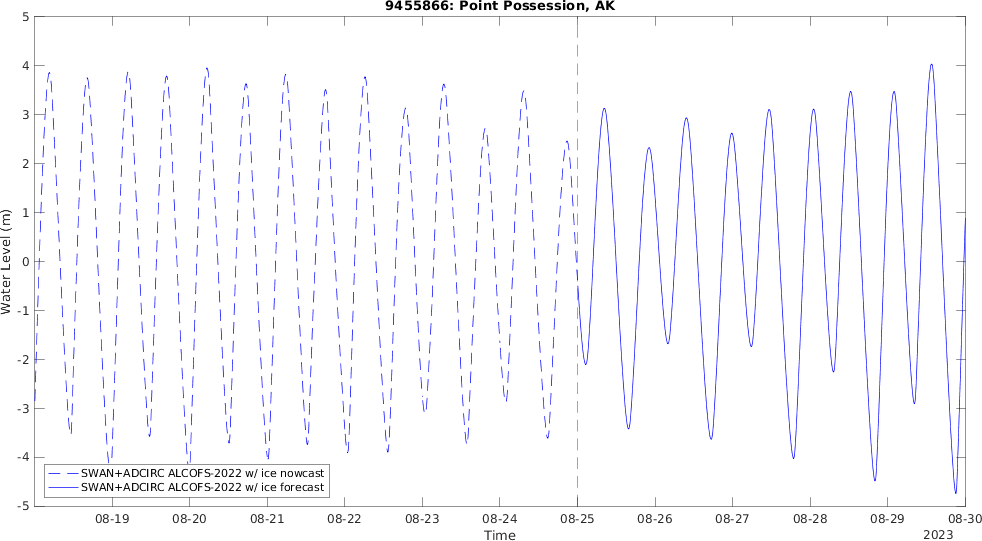 9455866: Point Possession, AK
5
4
3
2
1
0
-1
-2
-3
-4
-5
Water Level (m)
SWAN+ADCIRC ALCOFS-2022 w/ ice nowcast
SWAN+ADCIRC ALCOFS-2022 w/ ice forecast
08-19 08-20 08-21 08-22 08-23 08-24 08-25 08-26 08-27 08-28 08-29 08-30
Time
2023